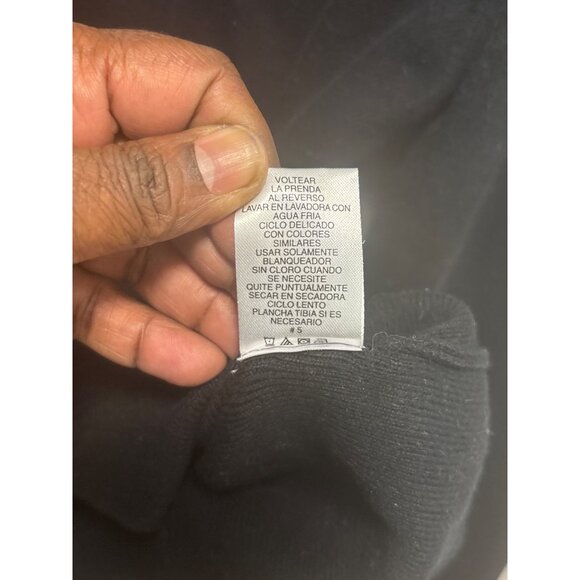 VOLTEAR
LA PRENDA
AL REVERSO
LAVAR EN LAVADORA CON
AGUA FRIA
CICLO DELICADO
CON COLORES
SIMILARES
USAR SOLAMENTE
BLANQUEADOR
SIN CLORO CUANDO
SE NECESITE
QUITE PUNTUALMENTE
SECAR EN SECADORA
CICLO LENTO
PLANCHA TIBIA SI ES
NECESARIO
# 5